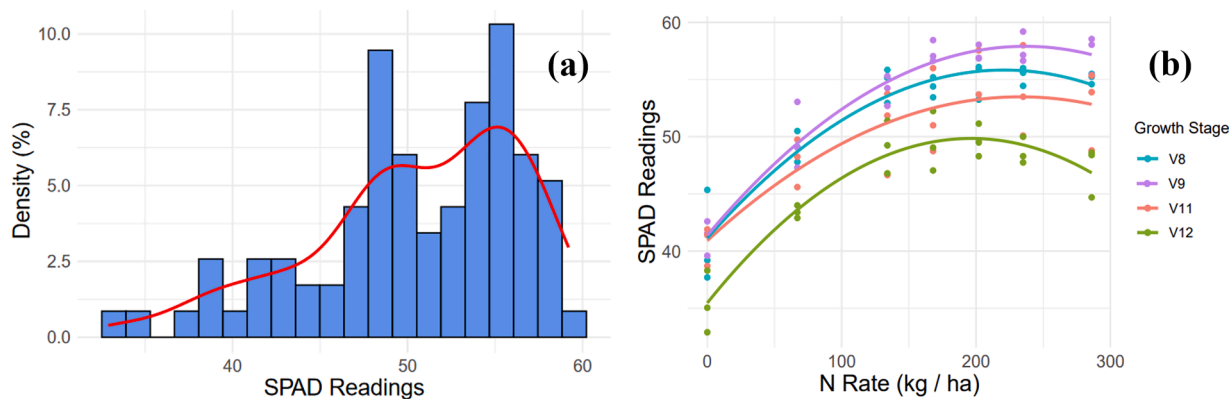 (a)
Density (%)
10.0
7.5
5.0
2.5
0.0
40
50
60
SPAD Readings
(b)
SPAD Readings
60
50
40
0
100
200
300
N Rate (kg / ha)
Growth Stage
V8
V9
V11
V12